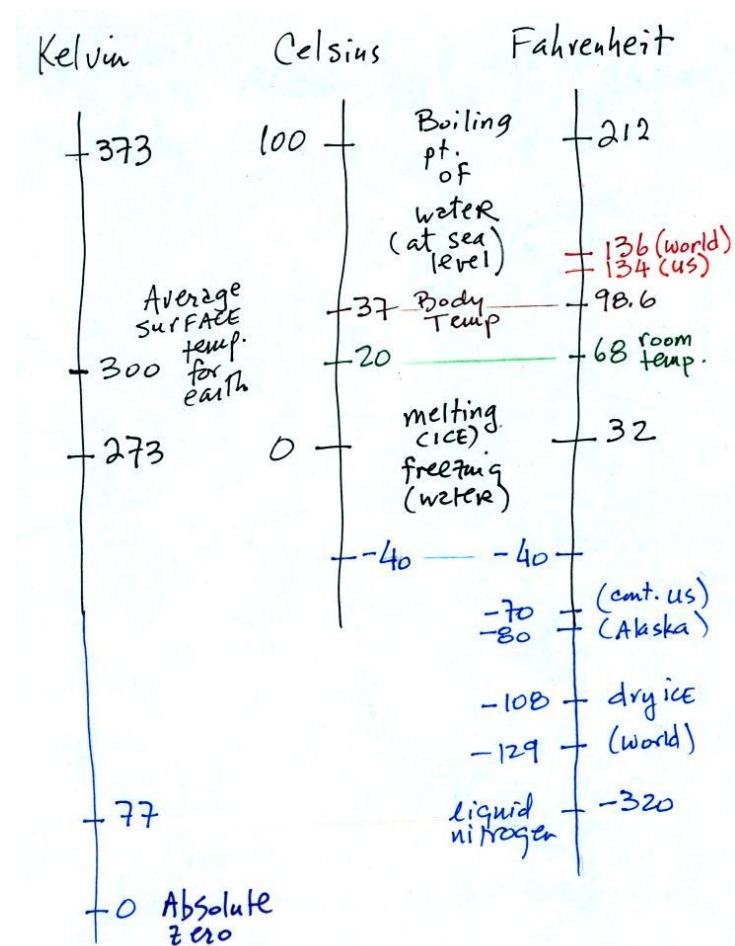 Kelvin Celsius Fahrenheit
373
100
Boiling
pt.
of
water
(at sea
level)
212
136 (world)
134 (us)
Average
surFACE
temp.
for
earth
300
37 Body
Temp
98.6
20
68 room
temp.
273
0
melting
(ICE)
freezing
(water)
32
-40
-40
-70 (cont. us)
-80 (Alaska)
-108 dry ICE
-129 (world)
liquid
nitrogen
-320
77
0 Absolute
zero